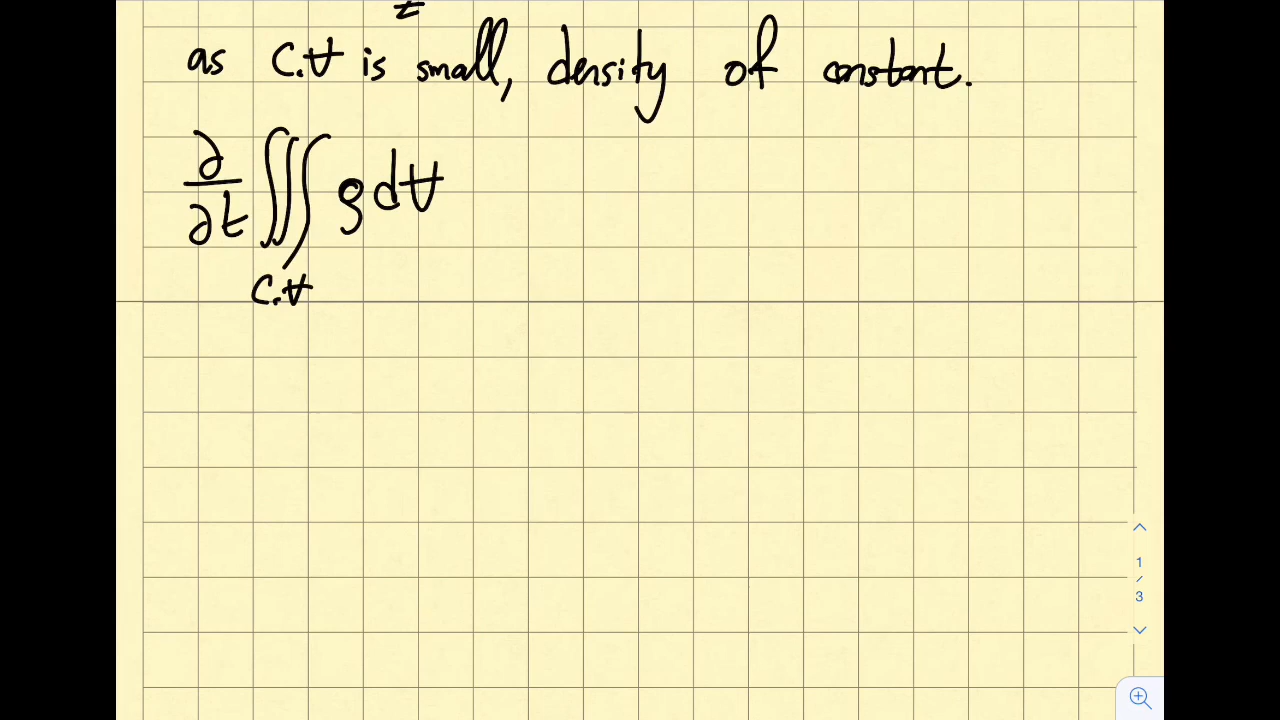 z
as C.V is small, density of constant.
∂/∂t ∭ ρ dV
C.V
1
/
3